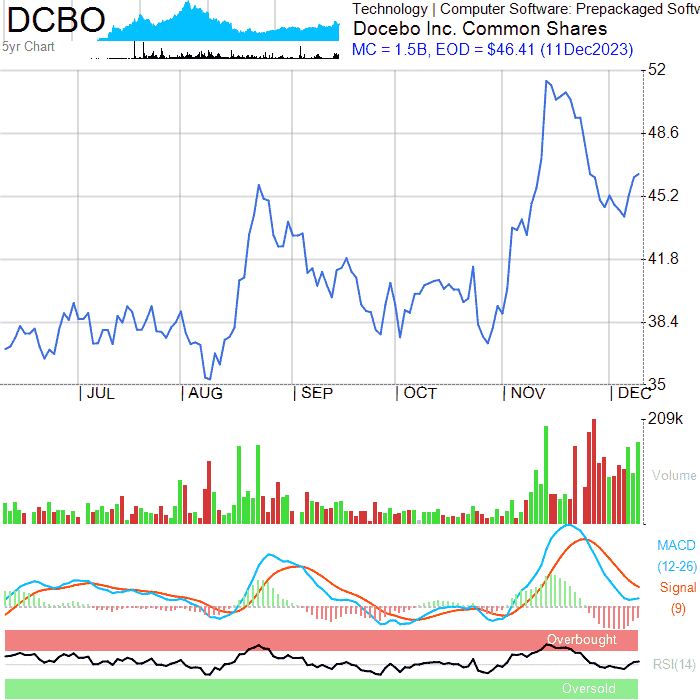 DCBO
5yr Chart
Technology | Computer Software: Prepackaged Softw
Docebo Inc. Common Shares
MC = 1.5B, EOD = $46.41 (11Dec2023)
52
48.6
45.2
41.8
38.4
35
| JUL
| AUG
| SEP
| OCT
| NOV
| DEC
209k
Volume
MACD
(12-26)
Signal
(9)
Overbought
RSI(14)
Oversold